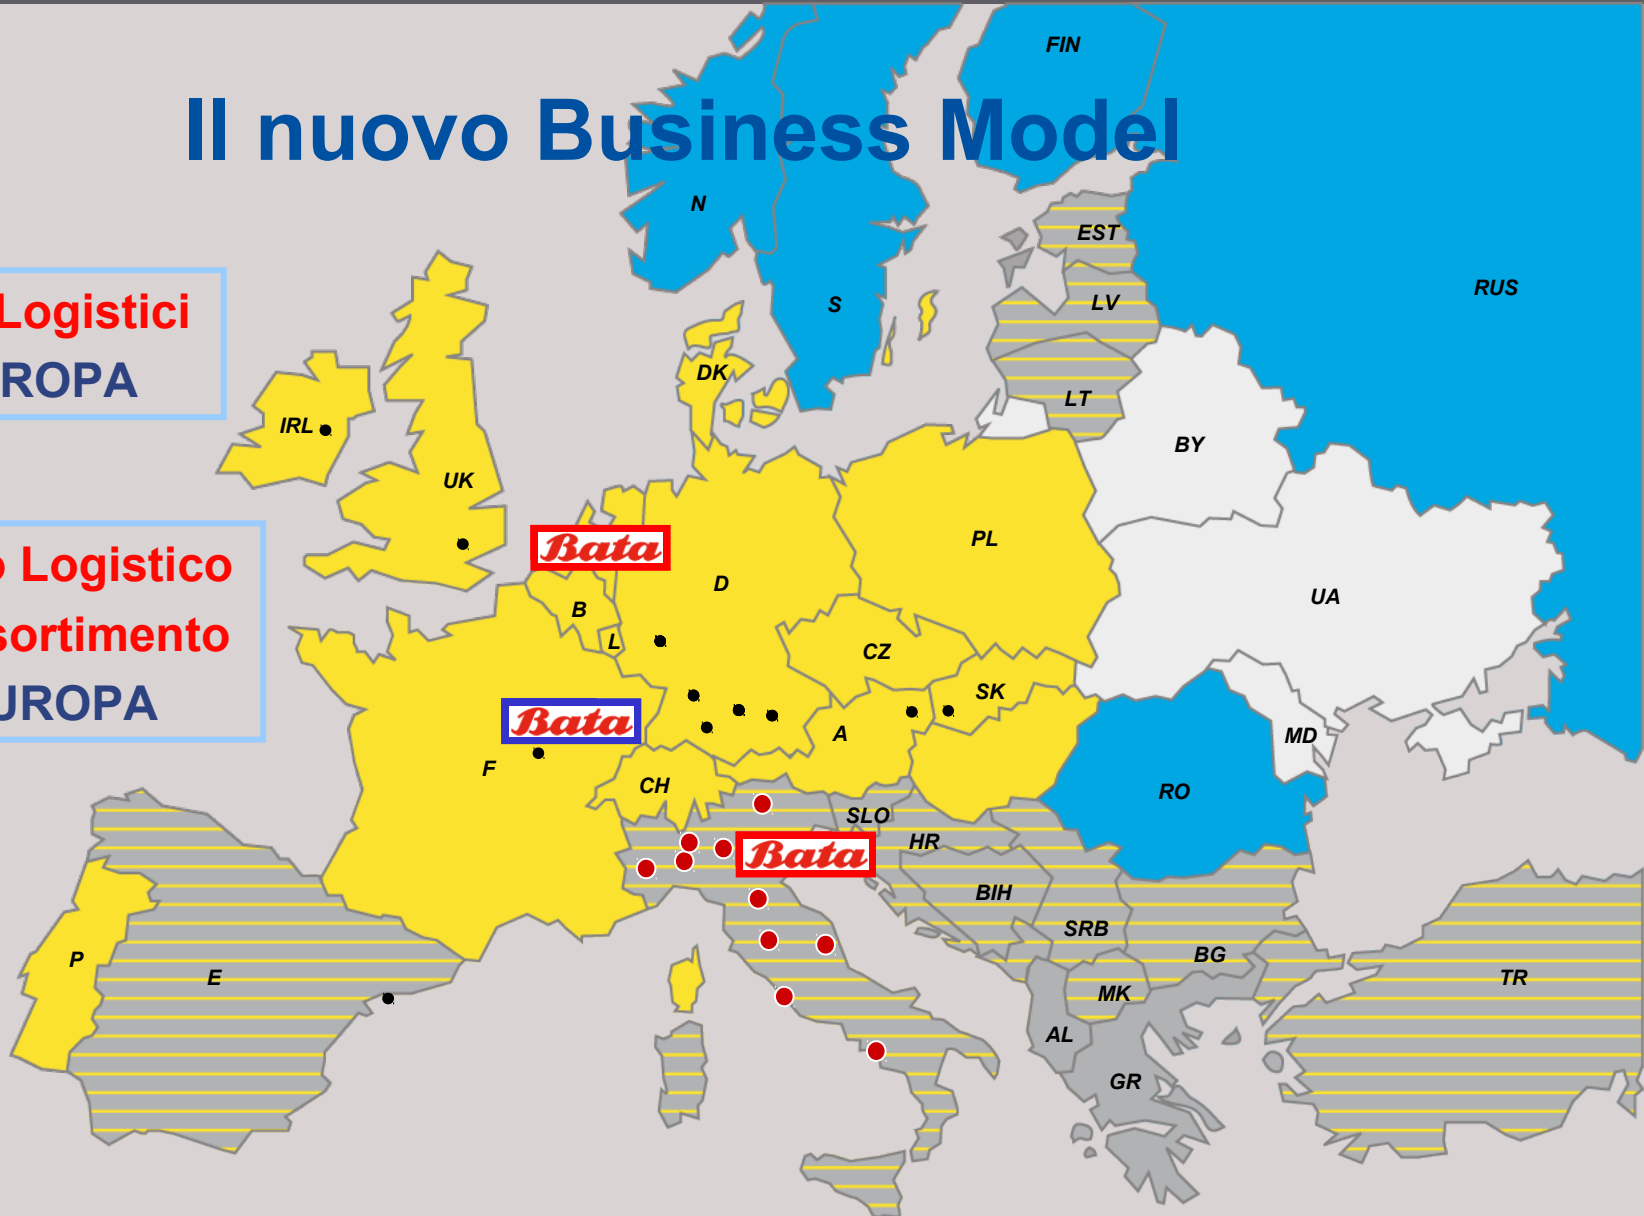 FIN
Il nuovo Business Model
N
EST
RUS
Logistici
S
LV
ROPA
DK
LT
IRL
BY
UK
PL
Bata
Logistico
D
UA
B
sortimento
L
CZ
SK
UROPA
Bata
A
MD
F
CH
RO
SLO
HR
Bata
BIH
SRB
BG
P
E
TR
MK
AL
GR